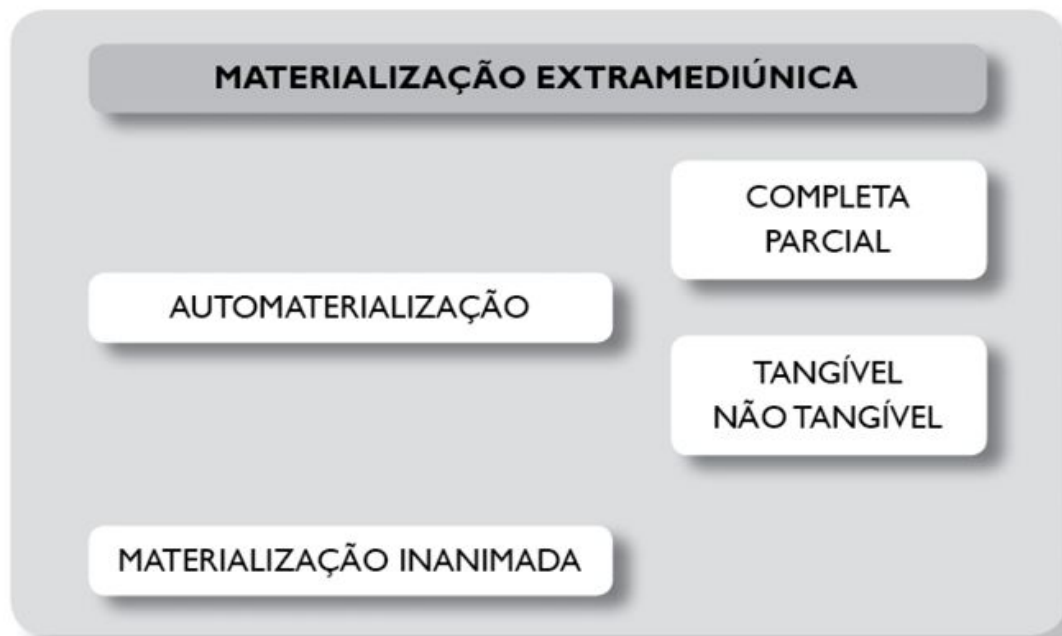 MATERIALIZAÇÃO EXTRAMEDIÚNICA
COMPLETA
PARCIAL
AUTOMATERIALIZAÇÃO
TANGÍVEL
NÃO TANGÍVEL
MATERIALIZAÇÃO INANIMADA